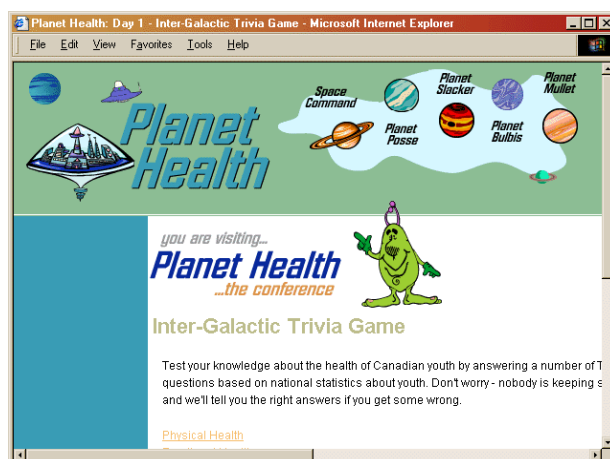 Planet Health: Day 1 - Inter-Galactic Trivia Game - Microsoft Internet Explorer
File Edit View Favorites Tools Help
Planet
Health
Space
Command
Planet
Posse
Planet
Slacker
Planet
Bulbis
Planet
Mullet
you are visiting...
Planet Health
...the conference
Inter-Galactic Trivia Game
Test your knowledge about the health of Canadian youth by answering a number of T
questions based on national statistics about youth. Don't worry - nobody is keeping s
and we'll tell you the right answers if you get some wrong.
Physical Health